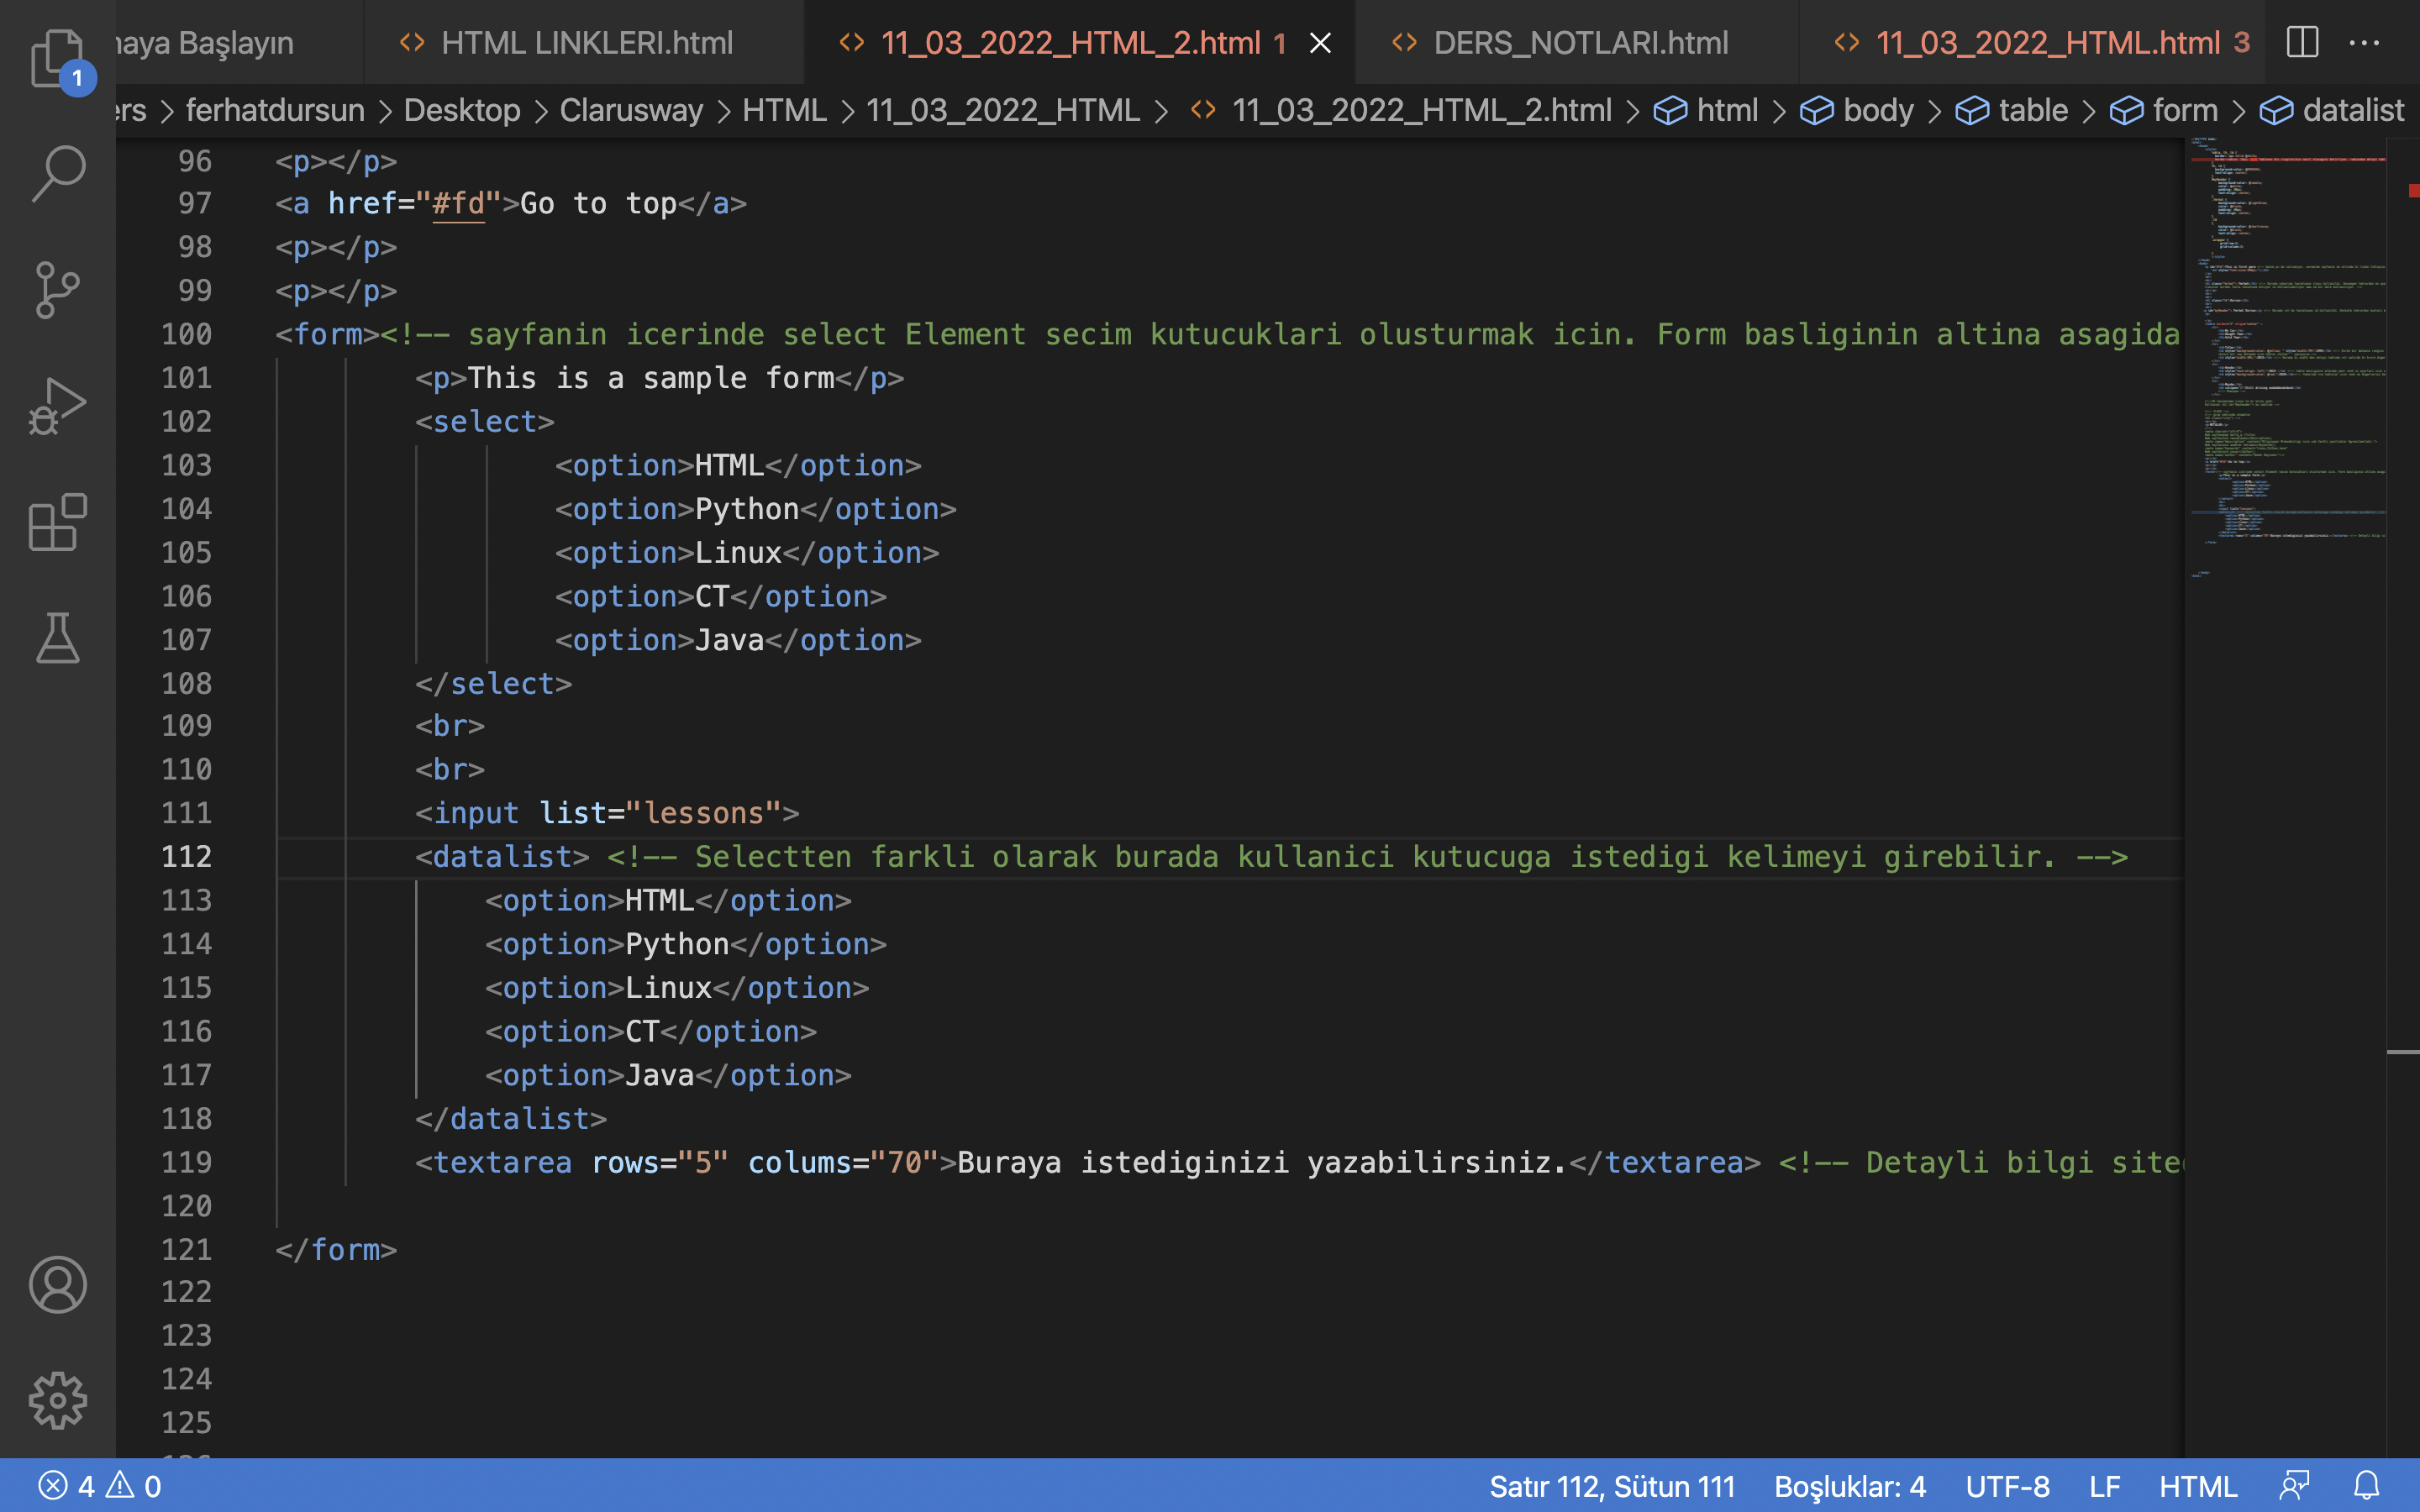 1
naya Başlayın
HTML LINKLERI.html
11_03_2022_HTML_2.html 1
DERS_NOTLARI.html
11_03_2022_HTML.html 3
ers > ferhatdursun > Desktop > Clarusway > HTML > 11_03_2022_HTML > 11_03_2022_HTML_2.html > html > body > table > form > datalist
96 <p></p>
97 <a href="#fd">Go to top</a>
98 <p></p>
99 <p></p>
100 <form><!-- sayfanin icerinde select Element secim kutucuklari olusturmak icin. Form basliginin altina asagida
101 <p>This is a sample form</p>
102 <select>
103 <option>HTML</option>
104 <option>Python</option>
105 <option>Linux</option>
106 <option>CT</option>
107 <option>Java</option>
108 </select>
109 <br>
110 <br>
111 <input list="lessons">
112 <datalist> <!-- Selectten farkli olarak burada kullanici kutucuga istedigi kelimeyi girebilir. -->
113 <option>HTML</option>
114 <option>Python</option>
115 <option>Linux</option>
116 <option>CT</option>
117 <option>Java</option>
118 </datalist>
119 <textarea rows="5" colums="70">Buraya istediginizi yazabilirsiniz.</textarea> <!-- Detayli bilgi site
120
121 </form>
122
123
124
125
4 0
Satır 112, Sütun 111 Boşluklar: 4 UTF-8 LF HTML